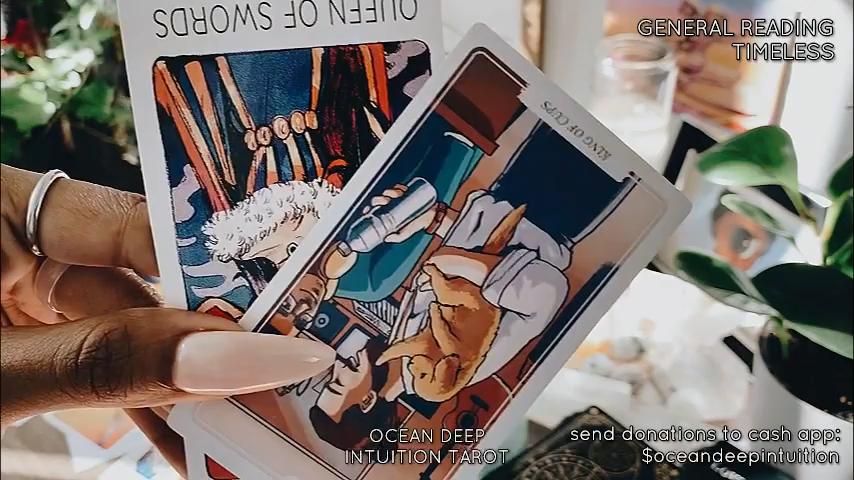 GENERAL READING
TIMELESS
QUEEN OF SWORDS
KING OF CUPS
OCEAN DEEP
INTUITION TAROT
send donations to cash app:
$oceandeepintuition